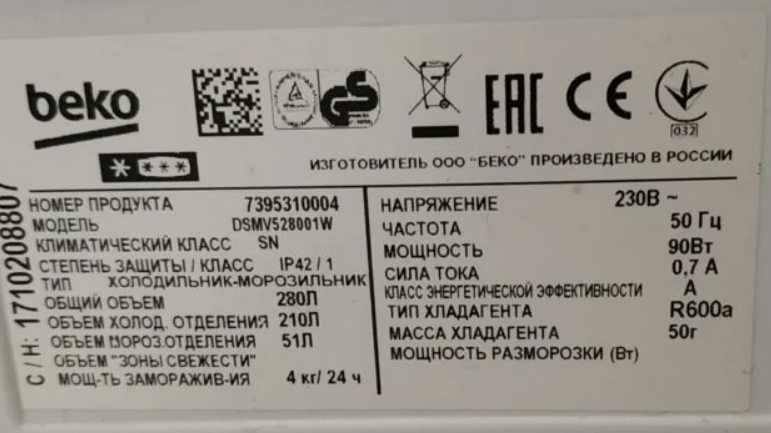 beko
EAC CE
032
ИЗГОТОВИТЕЛЬ ООО "БЕКО" ПРОИЗВЕДЕНО В РОССИИ
С / Н: 1710208807
НОМЕР ПРОДУКТА 7395310004
МОДЕЛЬ DSMV528001W
КЛИМАТИЧЕСКИЙ КЛАСС SN
СТЕПЕНЬ ЗАЩИТЫ / КЛАСС IP42 / 1
ТИП ХОЛОДИЛЬНИК-МОРОЗИЛЬНИК
ОБЩИЙ ОБЪЕМ 280Л
ОБЪЕМ ХОЛОД. ОТДЕЛЕНИЯ 210Л
ОБЪЕМ МОРОЗ.ОТДЕЛЕНИЯ 51Л
ОБЪЕМ "ЗОНЫ СВЕЖЕСТИ"
МОЩ-ТЬ ЗАМОРАЖИВ-ИЯ 4 кг/ 24 ч
НАПРЯЖЕНИЕ 230В ~
ЧАСТОТА 50 Гц
МОЩНОСТЬ 90Вт
СИЛА ТОКА 0,7 А
КЛАСС ЭНЕРГЕТИЧЕСКОЙ ЭФФЕКТИВНОСТИ А
ТИП ХЛАДАГЕНТА R600a
МАССА ХЛАДАГЕНТА 50г
МОЩНОСТЬ РАЗМОРОЗКИ (Вт)